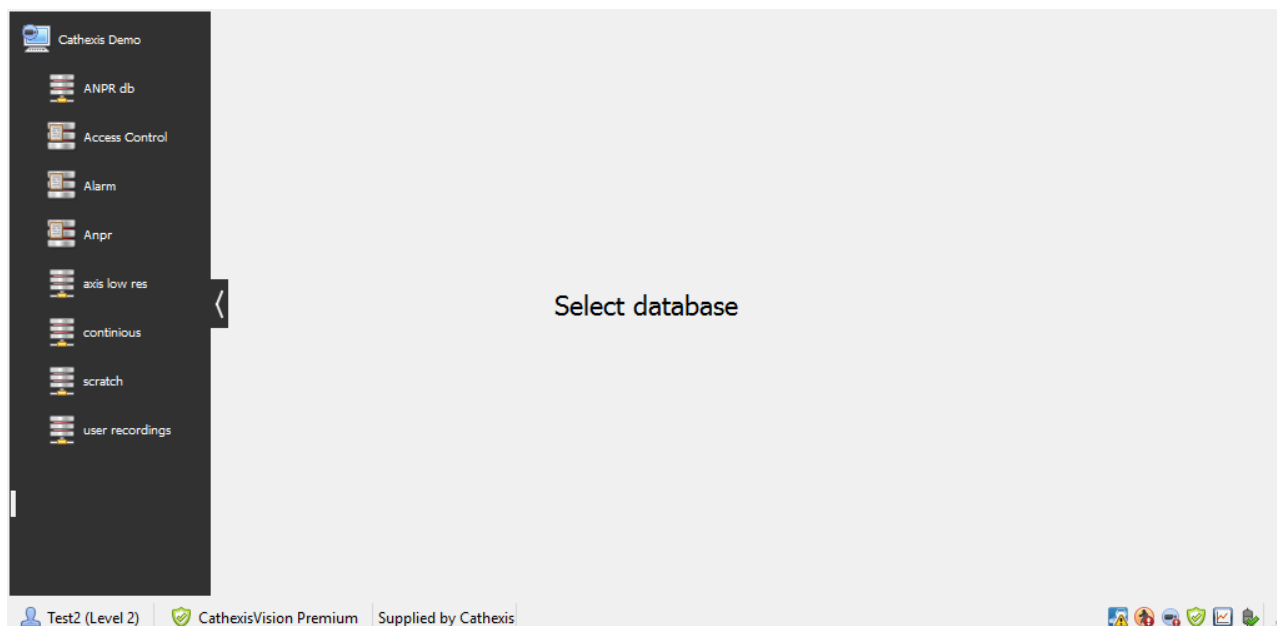 Cathexis Demo
ANPR db
Access Control
Alarm
Anpr
axis low res
continious
scratch
user recordings
Select database
Test2 (Level 2)
CathexisVision Premium
Supplied by Cathexis